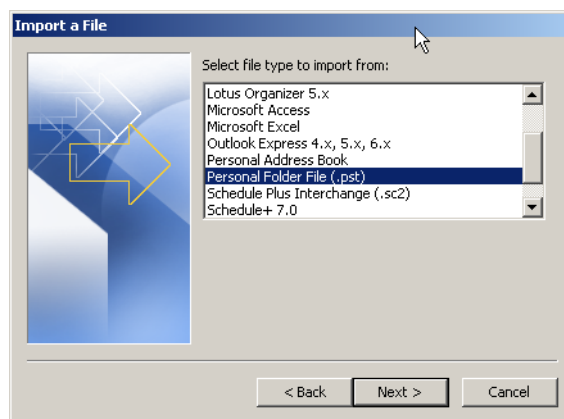 Import a File
Select file type to import from:
Lotus Organizer 5.x
Microsoft Access
Microsoft Excel
Outlook Express 4.x, 5.x, 6.x
Personal Address Book
Personal Folder File (.pst)
Schedule Plus Interchange (.sc2)
Schedule+ 7.0
< Back
Next >
Cancel